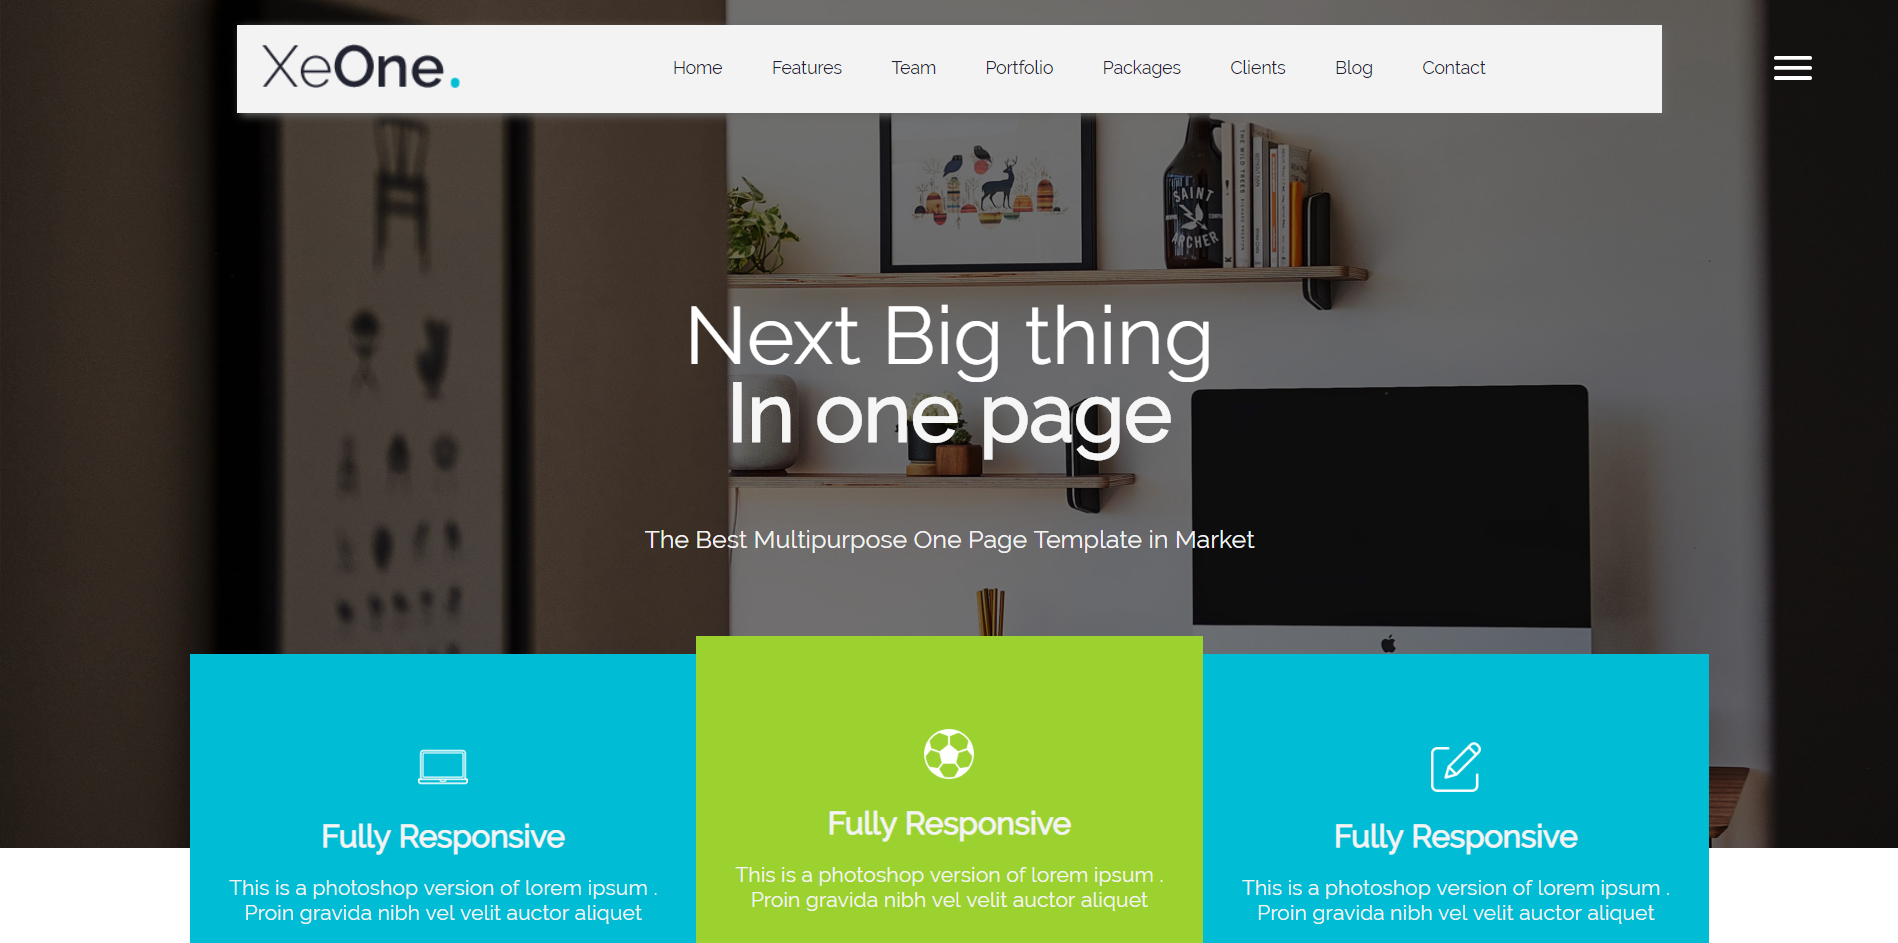 XeOne.
Home Features Team Portfolio Packages Clients Blog Contact
SAINT
ARCHER
THE WILD TREES
Next Big thing
In one page
The Best Multipurpose One Page Template in Market
Fully Responsive
This is a photoshop version of lorem ipsum .
Proin gravida nibh vel velit auctor aliquet
Fully Responsive
This is a photoshop version of lorem ipsum .
Proin gravida nibh vel velit auctor aliquet
Fully Responsive
This is a photoshop version of lorem ipsum .
Proin gravida nibh vel velit auctor aliquet